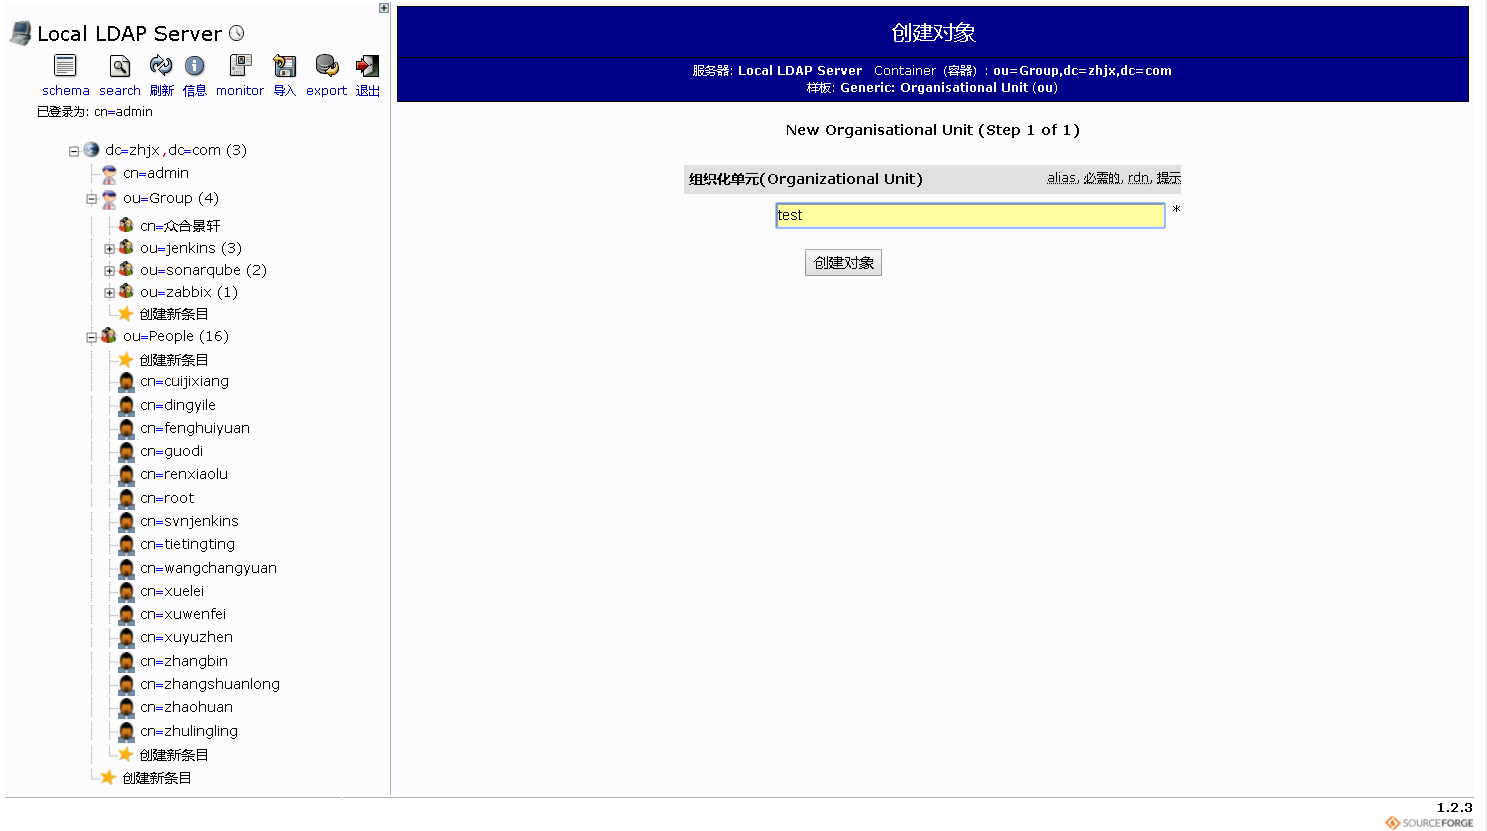 Local LDAP Server
schema search 刷新 信息 monitor 导入 export 退出
已登录为: cn=admin
dc=zhjx,dc=com (3)
cn=admin
ou=Group (4)
cn=众合景轩
ou=jenkins (3)
ou=sonarqube (2)
ou=zabbix (1)
创建新条目
ou=People (16)
创建新条目
cn=cuijixiang
cn=dingyile
cn=fenghuiyuan
cn=guodi
cn=renxiaolu
cn=root
cn=svnjenkins
cn=tietingting
cn=wangchangyuan
cn=xuelei
cn=xuwenfei
cn=xuyuzhen
cn=zhangbin
cn=zhangshuanlong
cn=zhaohuan
cn=zhulingling
创建新条目
创建新条目
创建对象
服务器: Local LDAP Server Container (容器) : ou=Group,dc=zhjx,dc=com
样板: Generic: Organisational Unit (ou)
New Organisational Unit (Step 1 of 1)
组织化单元(Organizational Unit) alias, 必需的, rdn, 提示
test *
创建对象
1.2.3
SOURCEFORGE